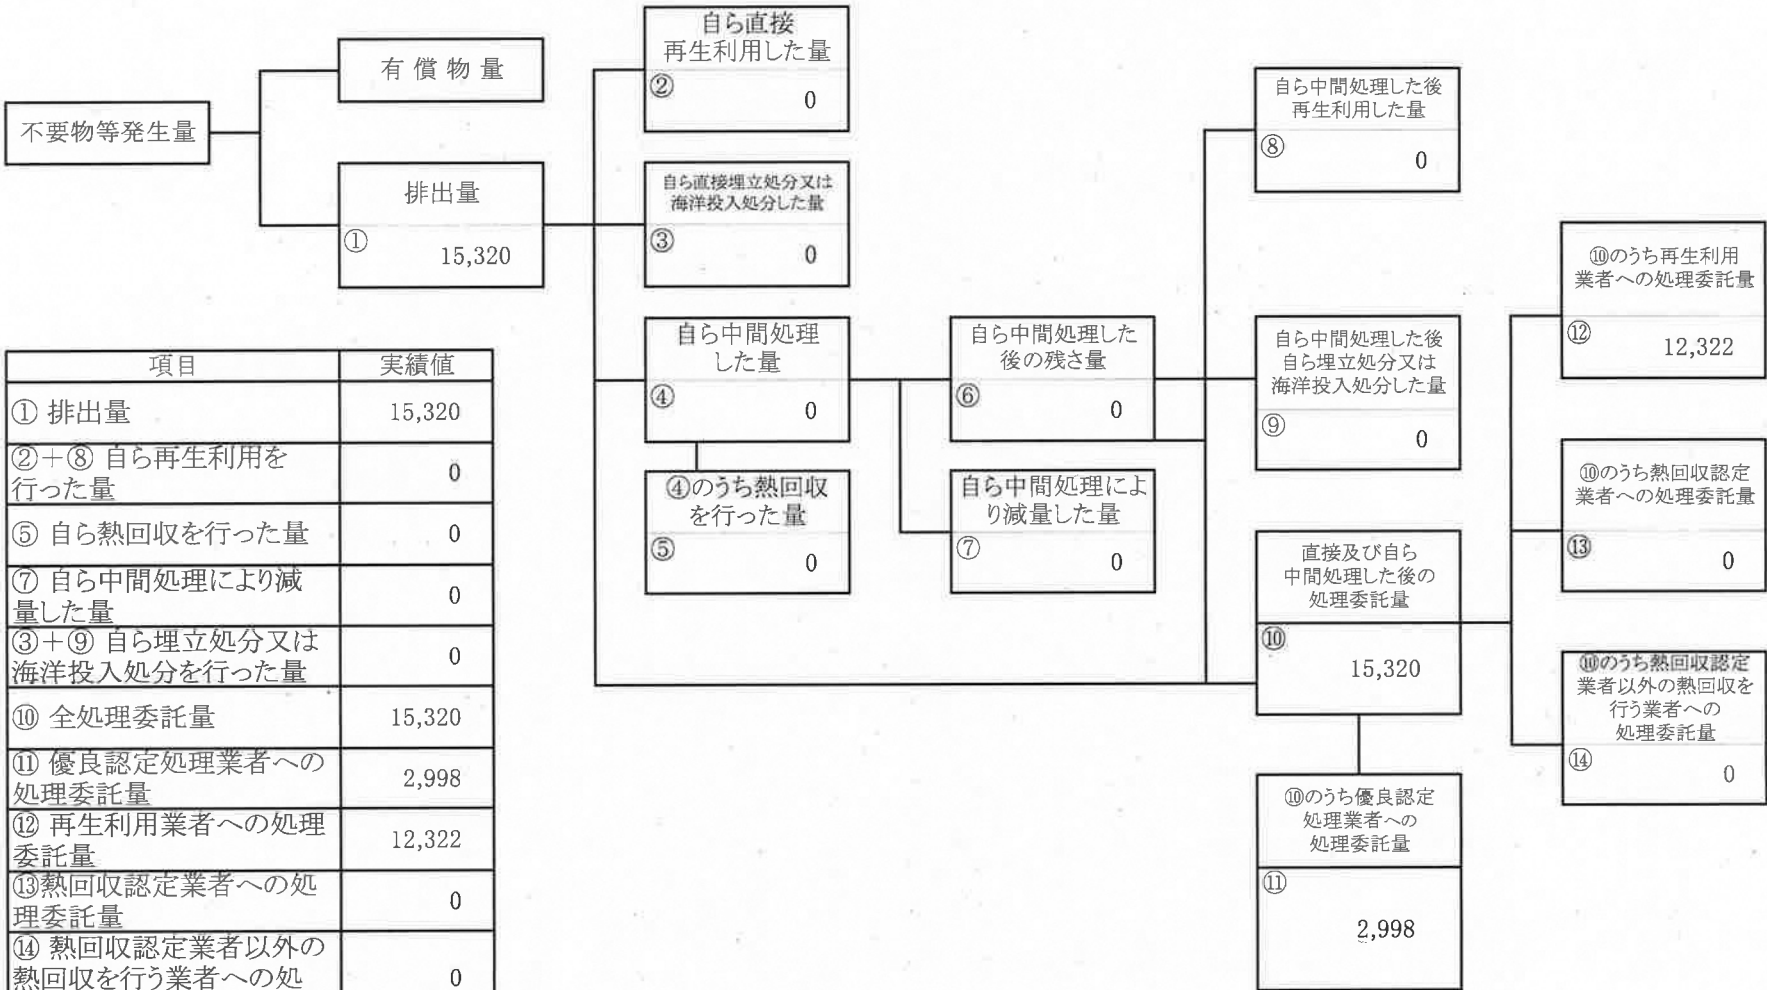 不要物等発生量
有 償 物 量
排出量
① 15,320
自ら直接
再生利用した量
② 0
自ら直接埋立処分又は
海洋投入処分した量
③ 0
自ら中間処理
した量
④ 0
④のうち熱回収
を行った量
⑤ 0
自ら中間処理した
後の残さ量
⑥ 0
自ら中間処理によ
り減量した量
⑦ 0
自ら中間処理した後
再生利用した量
⑧ 0
自ら中間処理した後
自ら埋立処分又は
海洋投入処分した量
⑨ 0
直接及び自ら
中間処理した後の
処理委託量
⑩
15,320
⑩のうち優良認定
処理業者への
処理委託量
⑪
2,998
⑩のうち再生利用
業者への処理委託量
⑫ 12,322
⑩のうち熱回収認定
業者への処理委託量
⑬ 0
⑩のうち熱回収認定
業者以外の熱回収を
行う業者への
処理委託量
⑭ 0
項目 実績値
① 排出量 15,320
②+⑧ 自ら再生利用を
行った量 0
⑤ 自ら熱回収を行った量 0
⑦ 自ら中間処理により減
量した量 0
③+⑨ 自ら埋立処分又は
海洋投入処分を行った量 0
⑩ 全処理委託量 15,320
⑪ 優良認定処理業者への
処理委託量 2,998
⑫ 再生利用業者への処理
委託量 12,322
⑬熱回収認定業者への処
理委託量 0
⑭ 熱回収認定業者以外の
熱回収を行う業者への処 0